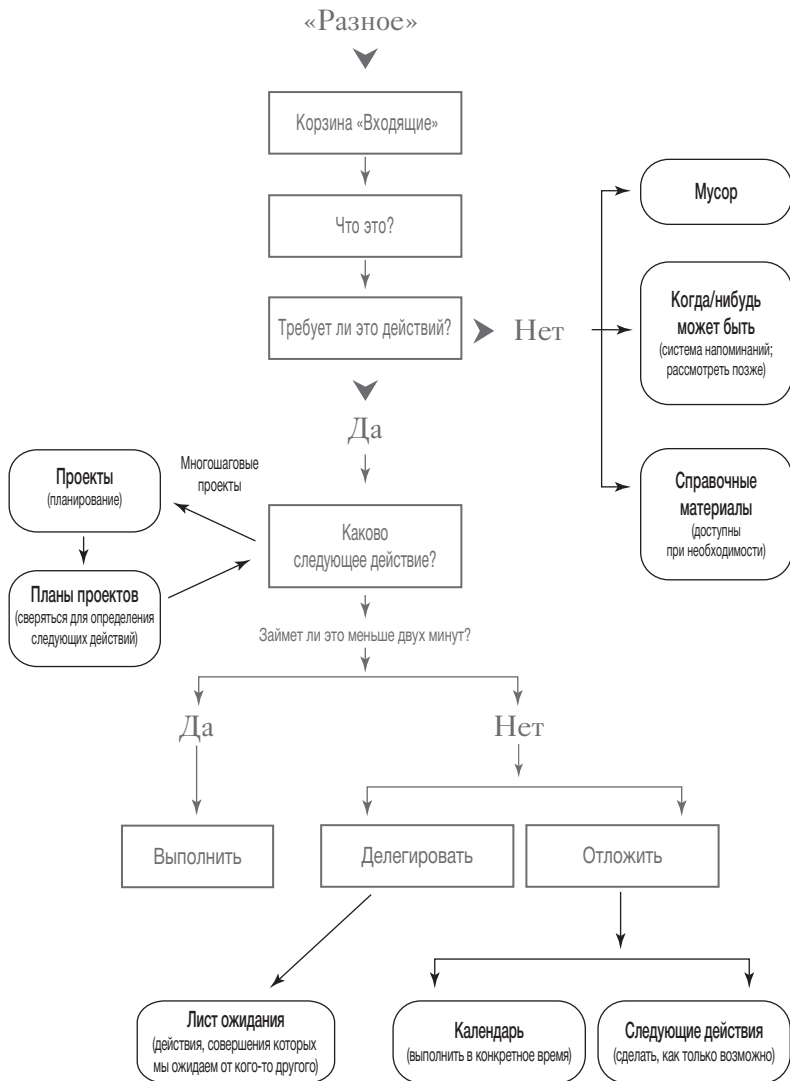 «Разное»
Корзина «Входящие»
Что это?
Мусор
Требует ли это действий?
Нет
Когда/нибудь
может быть
(система напоминаний;
рассмотреть позже)
Да
Справочные
материалы
(доступны
при необходимости)
Многошаговые
проекты
Проекты
(планирование)
Каково
следующее действие?
Планы проектов
(сверяться для определения
следующих действий)
Займет ли это меньше двух минут?
Да
Нет
Выполнить
Делегировать
Отложить
Лист ожидания
(действия, совершения которых
мы ожидаем от кого-то другого)
Календарь
(выполнить в конкретное время)
Следующие действия
(сделать, как только возможно)